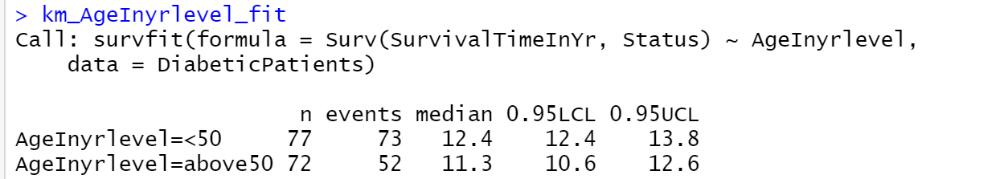 > km_AgeInyrlevel_fit
Call: survfit(formula = Surv(SurvivalTimeInYr, Status) ~ AgeInyrlevel,
    data = DiabeticPatients)

                      n events median 0.95LCL 0.95UCL
AgeInyrlevel=<50     77     73   12.4    12.4    13.8
AgeInyrlevel=above50 72     52   11.3    10.6    12.6